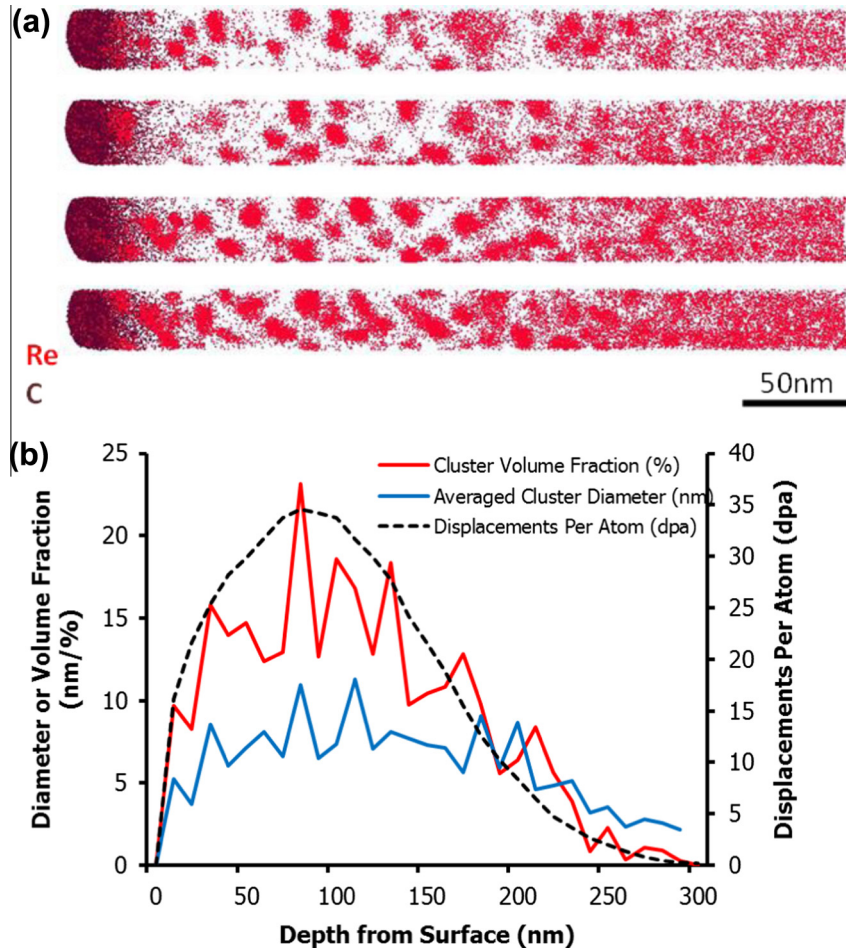 (a)
Re
C
50nm
(b)
Cluster Volume Fraction (%)
Averaged Cluster Diameter (nm)
Displacements Per Atom (dpa)
Diameter or Volume Fraction
(nm/%)
25
20
15
10
5
0
40
35
30
25
20
15
10
5
0
Displacements Per Atom (dpa)
0 50 100 150 200 250 300
Depth from Surface (nm)